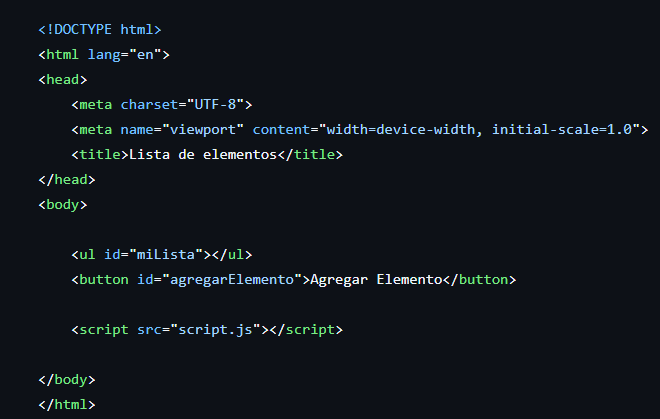 <!DOCTYPE html>
<html lang="en">
<head>
    <meta charset="UTF-8">
    <meta name="viewport" content="width=device-width, initial-scale=1.0">
    <title>Lista de elementos</title>
</head>
<body>

    <ul id="miLista"></ul>
    <button id="agregarElemento">Agregar Elemento</button>

    <script src="script.js"></script>

</body>
</html>